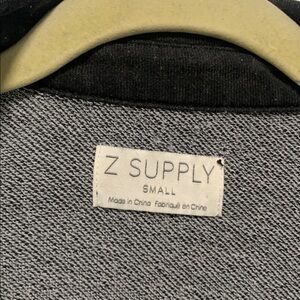 Z SUPPLY
SMALL
Made in China Fabriqué en Chine